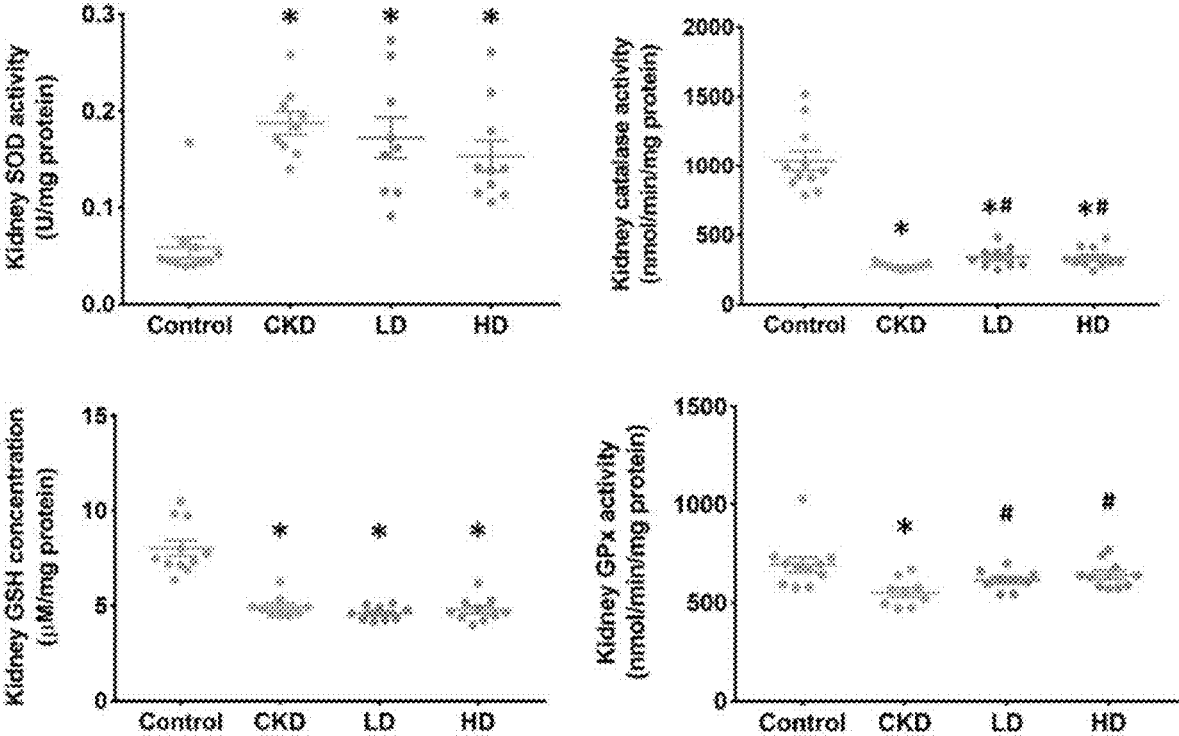 Kidney SOD activity
(U/mg protein)
0.3
0.2
0.1
0.0
* * *
Control CKD LD HD
Kidney catalase activity
(nmol/min/mg protein)
2000
1500
1000
500
0
* *# *#
Control CKD LD HD
Kidney GSH concentration
(μM/mg protein)
15
10
5
0
* * *
Control CKD LD HD
Kidney GPx activity
(nmol/min/mg protein)
1500
1000
500
0
* # #
Control CKD LD HD